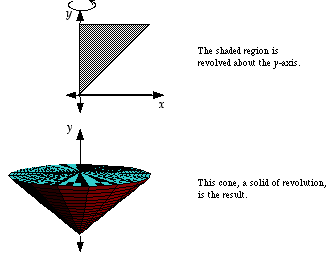 y
The shaded region is
revolved about the y-axis.
x
y
This cone, a solid of revolution,
is the result.